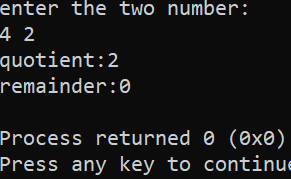 enter the two number:
4 2
quotient:2
remainder:0
Process returned 0 (0x0)
Press any key to continue